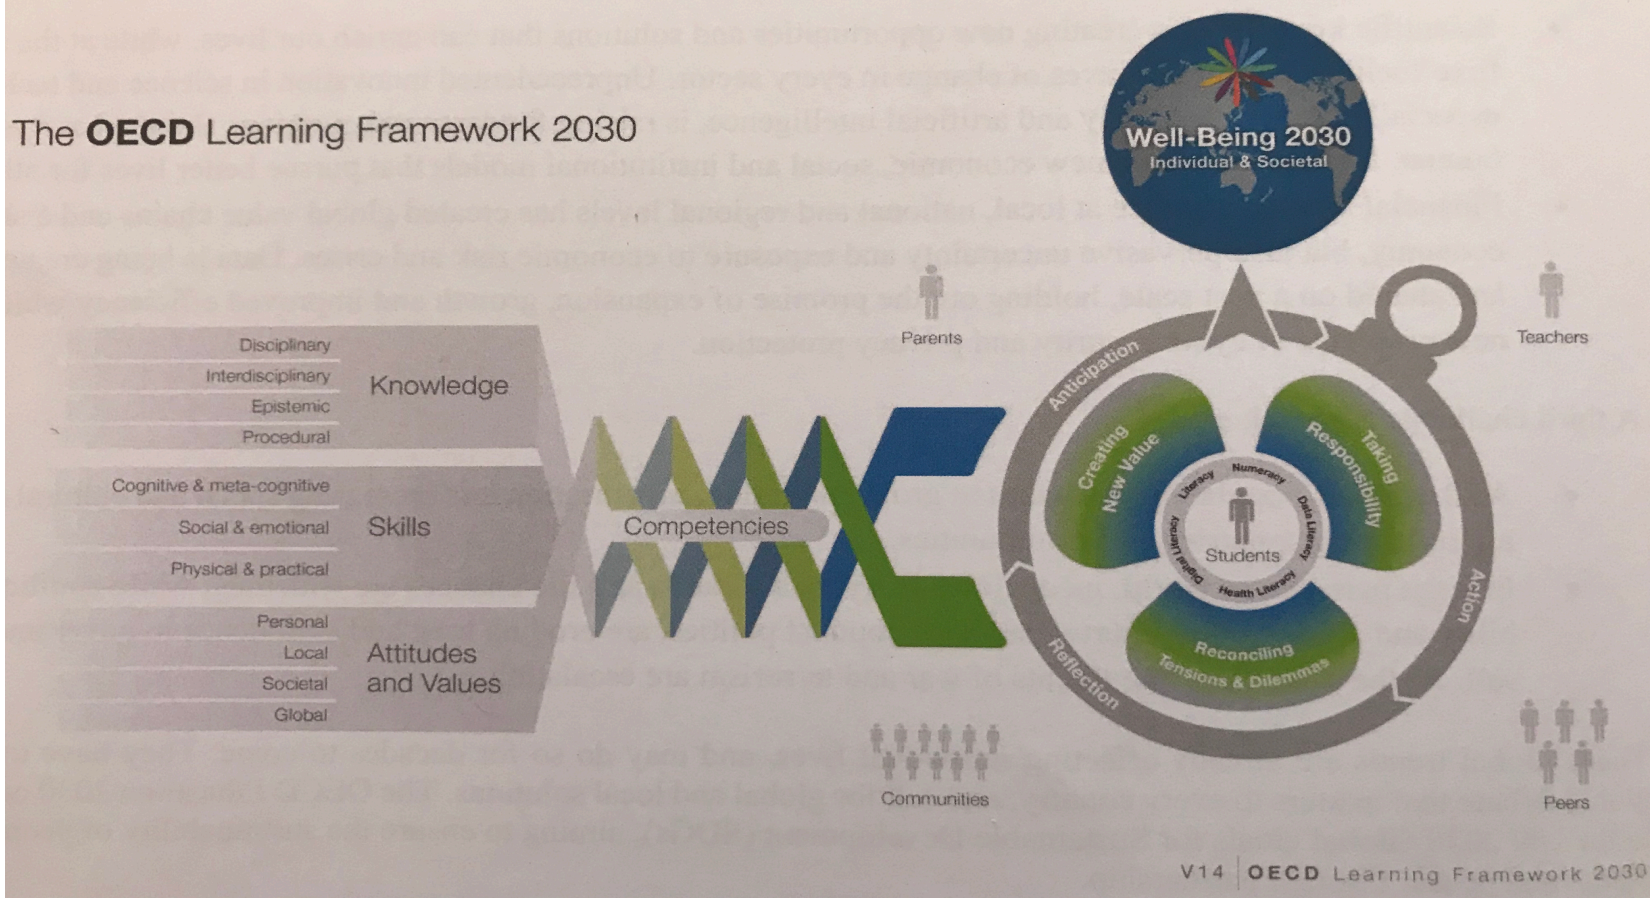 The OECD Learning Framework 2030
Well-Being 2030
Individual & Societal
Parents
Teachers
Disciplinary
Interdisciplinary
Epistemic
Procedural
Knowledge
Cognitive & meta-cognitive
Social & emotional
Physical & practical
Skills
Personal
Local
Societal
Global
Attitudes
and Values
Competencies
Anticipation
Action
Reflection
Creating
New Value
Taking
Responsibility
Reconciling
Tensions & Dilemmas
Literacy
Numeracy
Data Literacy
Health Literacy
Digital Literacy
Students
Communities
Peers
V14 | OECD Learning Framework 2030